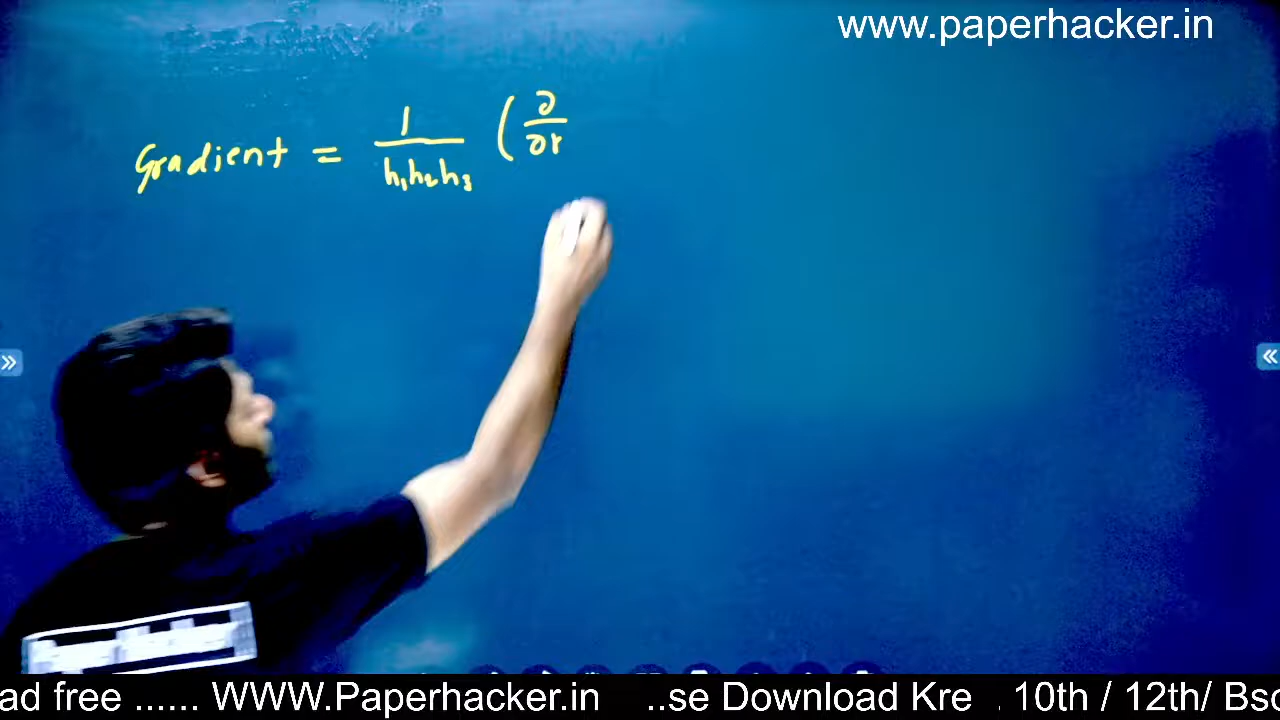 www.paperhacker.in
Gradient = 1/h₁h₂h₃ (∂/∂r
ad free ...... WWW.Paperhacker.in ..se Download Kre . 10th / 12th/ Bsc